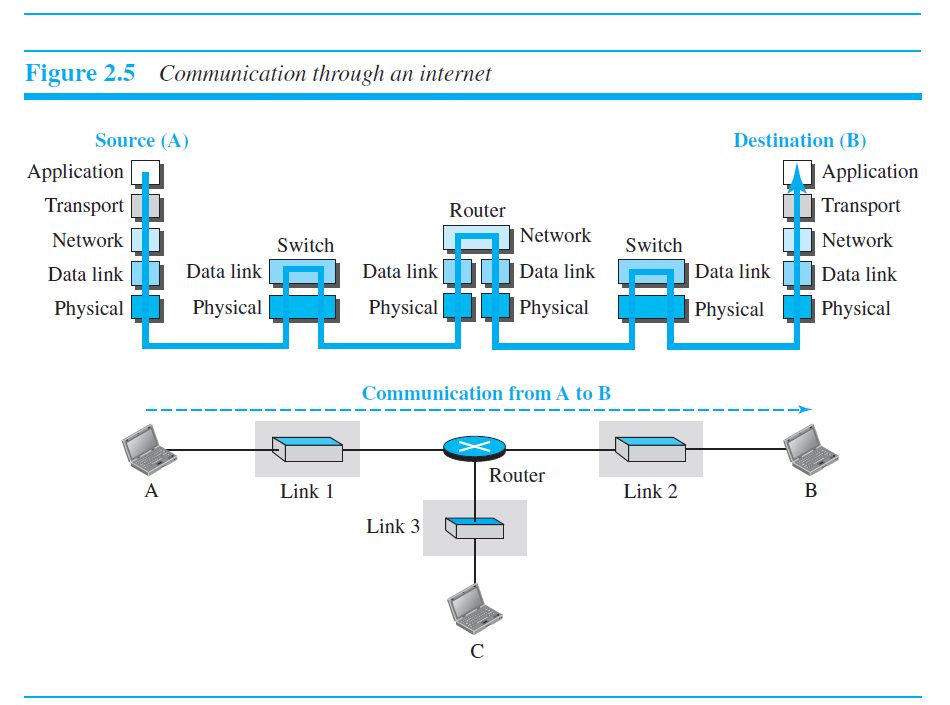 Figure 2.5 Communication through an internet
Source (A)
Destination (B)
Application
Application
Transport
Router
Transport
Network
Switch
Network
Switch
Network
Data link
Data link
Data link
Data link
Data link
Data link
Physical
Physical
Physical
Physical
Physical
Physical
Communication from A to B
A
Link 1
Router
Link 2
B
Link 3
C